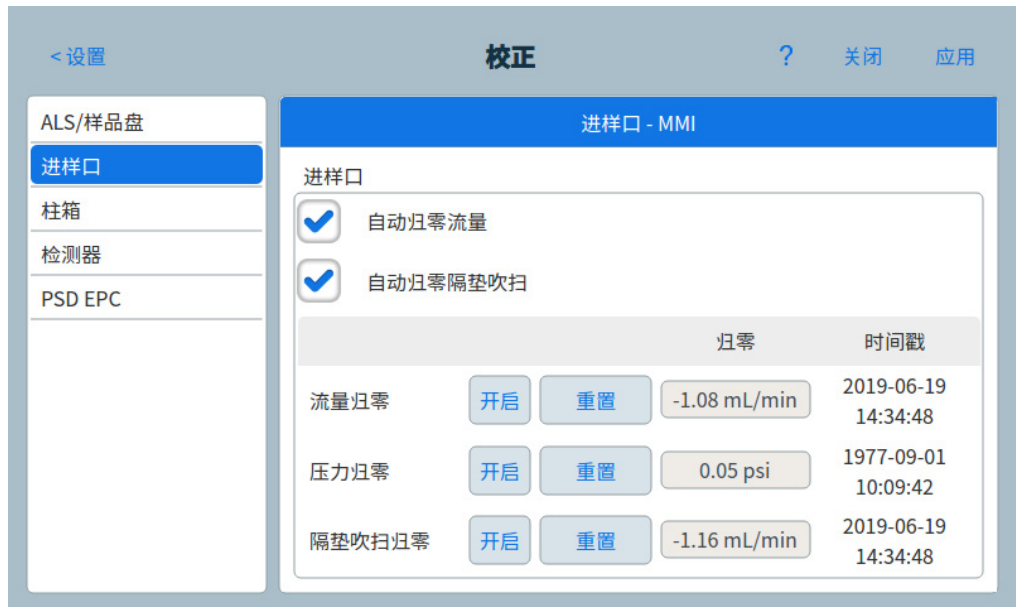 < 设置 校正 ? 关闭 应用
ALS/样品盘
进样口
柱箱
检测器
PSD EPC
进样口 - MMI
进样口
自动归零流量
自动归零隔垫吹扫
归零 时间戳
流量归零 开启 重置 -1.08 mL/min 2019-06-19
14:34:48
压力归零 开启 重置 0.05 psi 1977-09-01
10:09:42
隔垫吹扫归零 开启 重置 -1.16 mL/min 2019-06-19
14:34:48